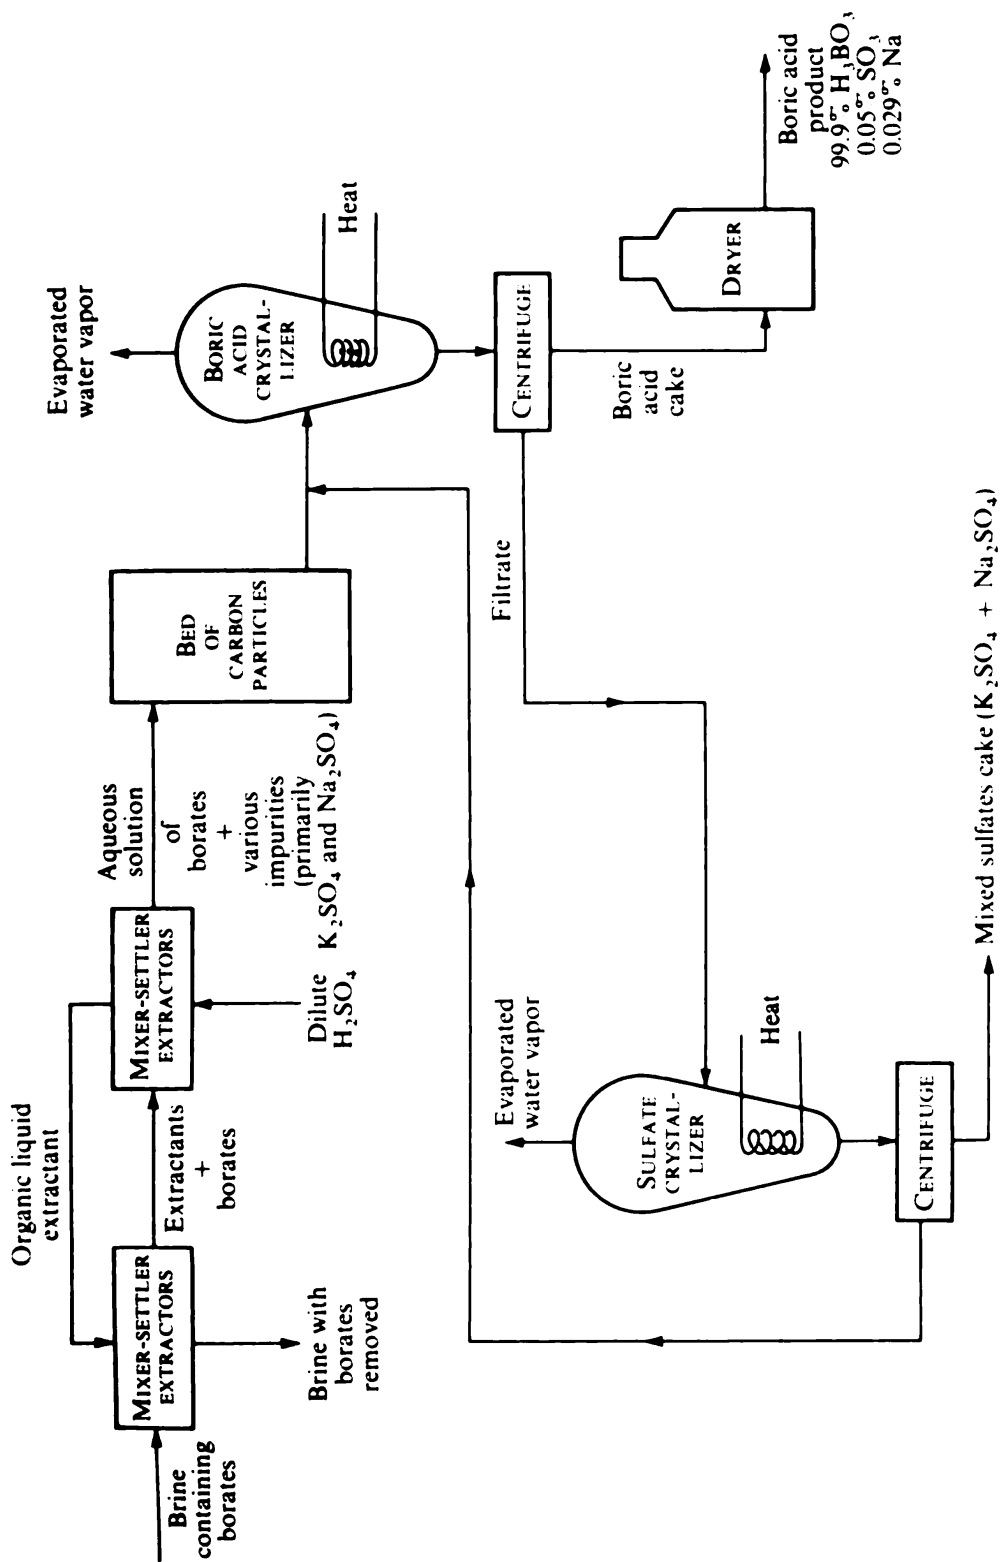 Brine
containing
borates
MIXER-SETTLER
EXTRACTORS
Brine with
borates
removed
Organic liquid
extractant
Extractants
+
borates
MIXER-SETTLER
EXTRACTORS
Dilute
H₂SO₄
Aqueous
solution
of
borates
+
various
impurities
(primarily
K₂SO₄ and Na₂SO₄)
BED
OF
CARBON
PARTICLES
Evaporated
water vapor
BORIC
ACID
CRYSTAL-
LIZER
Heat
CENTRIFUGE
Filtrate
Boric
acid
cake
DRYER
Boric acid
product
99.9% H₃BO₃
0.05% SO₃
0.029% Na
Evaporated
water vapor
SULFATE
CRYSTAL-
LIZER
Heat
CENTRIFUGE
Mixed sulfates cake (K₂SO₄ + Na₂SO₄)